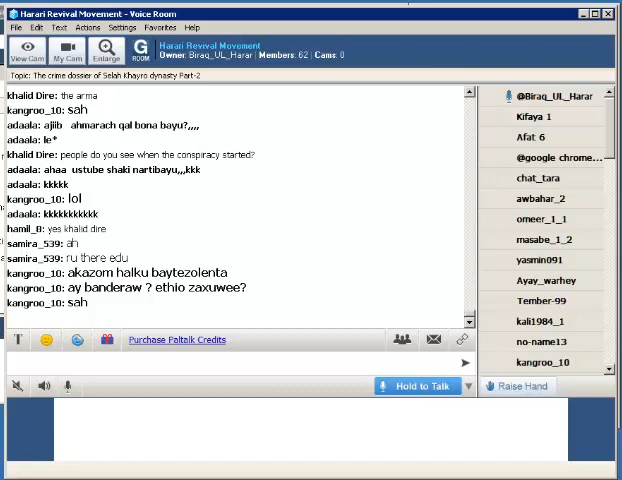 Harari Revival Movement - Voice Room
File Edit Text Actions Settings Favorites Help
View Cam My Cam Enlarge G ROOM
Harari Revival Movement
Owner: Biraq_UL_Harar | Members: 62 | Cams: 0
Topic: The crime dossier of Selah Khayro dynasty Part-2
khalid Dire: the arma
kangroo_10: sah
adaala: ajiib ahmarach qal bona bayu?,,,,
adaala: le*
khalid Dire: people do you see when the conspiracy started?
adaala: ahaa ustube shaki nartibayu,,,kkk
adaala: kkkkk
kangroo_10: lol
adaala: kkkkkkkkkkk
hamil_8: yes khalid dire
samira_539: ah
samira_539: ru there edu
kangroo_10: akazom halku baytezolenta
kangroo_10: ay banderaw ? ethio zaxuwee?
kangroo_10: sah
@Biraq_UL_Harar
Kifaya 1
Afat 6
@google chrome...
chat_tara
awbahar_2
omeer_1_1
masabe_1_2
yasmin091
Ayay_warhey
Tember-99
kali1984_1
no-name13
kangroo_10
T Purchase Paltalk Credits
Hold to Talk
Raise Hand